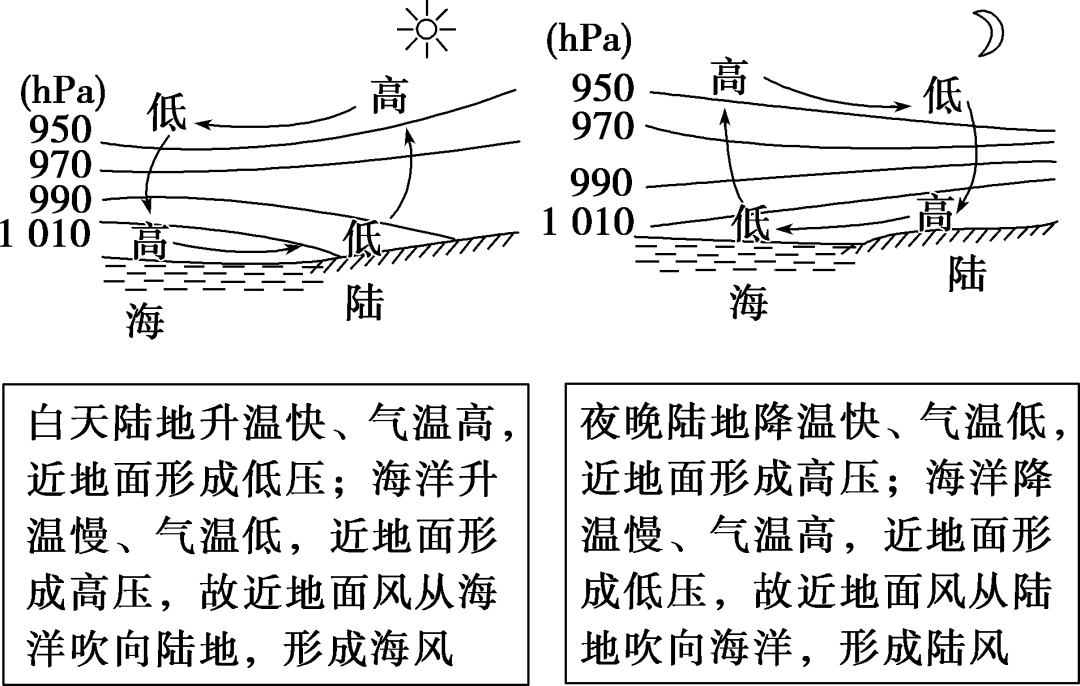 (hPa)
950
970
990
1 010
低
高
高
低
海
陆
(hPa)
950
970
990
1 010
高
低
低
高
海
陆
白天陆地升温快、气温高，
近地面形成低压；海洋升
温慢、气温低，近地面形
成高压，故近地面风从海
洋吹向陆地，形成海风
夜晚陆地降温快、气温低，
近地面形成高压；海洋降
温慢、气温高，近地面形
成低压，故近地面风从陆
地吹向海洋，形成陆风